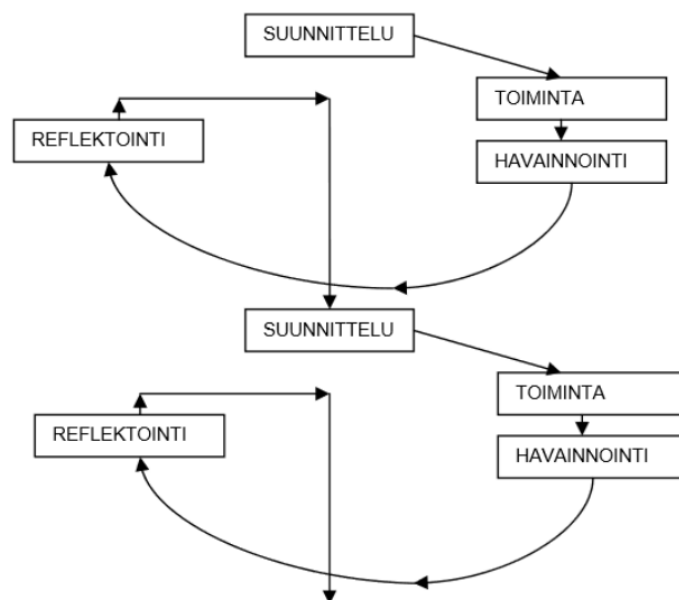 SUUNNITTELU
TOIMINTA
REFLEKTOINTI
HAVAINNOINTI
SUUNNITTELU
TOIMINTA
REFLEKTOINTI
HAVAINNOINTI